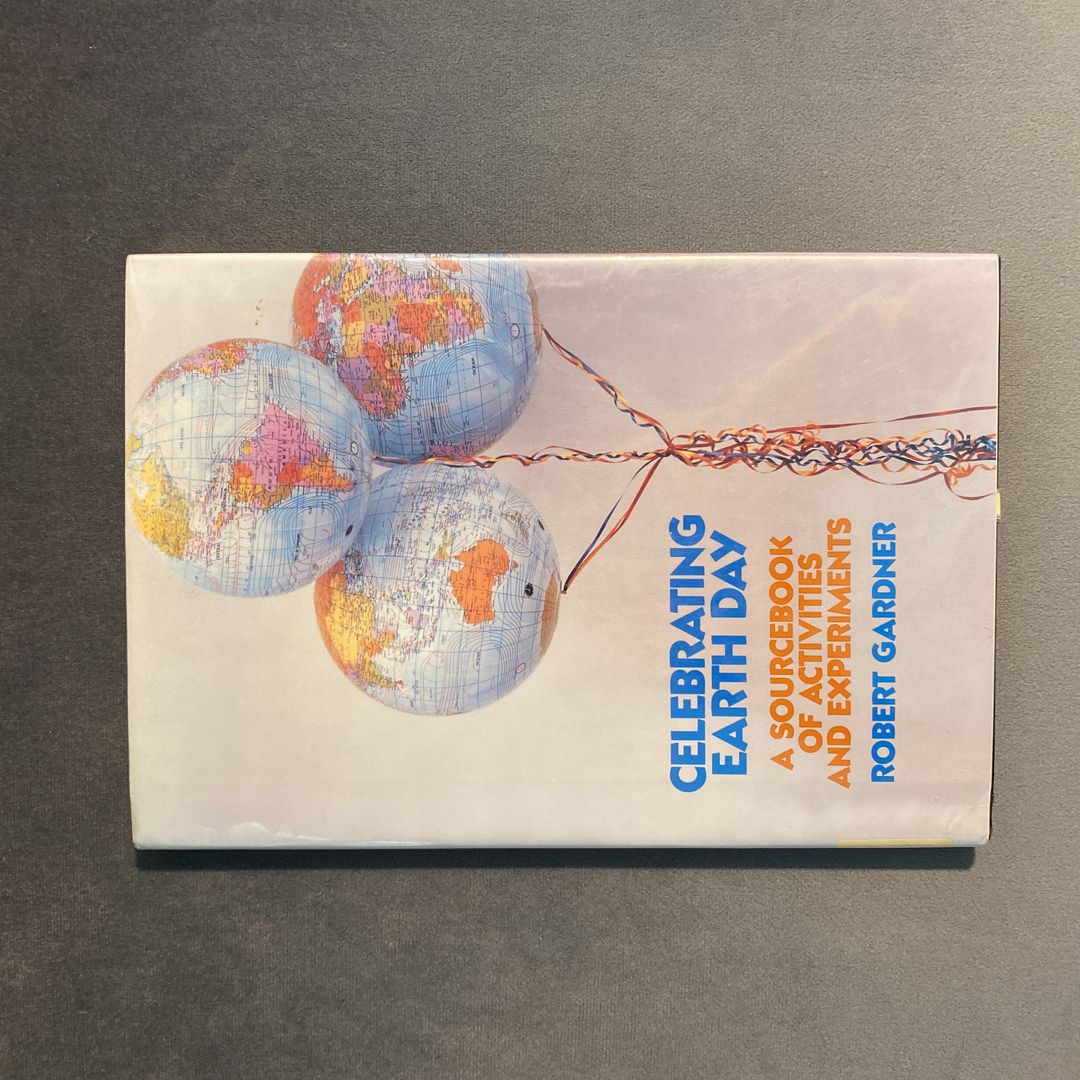 CELEBRATING
EARTH DAY
A SOURCEBOOK
OF ACTIVITIES
AND EXPERIMENTS
ROBERT GARDNER